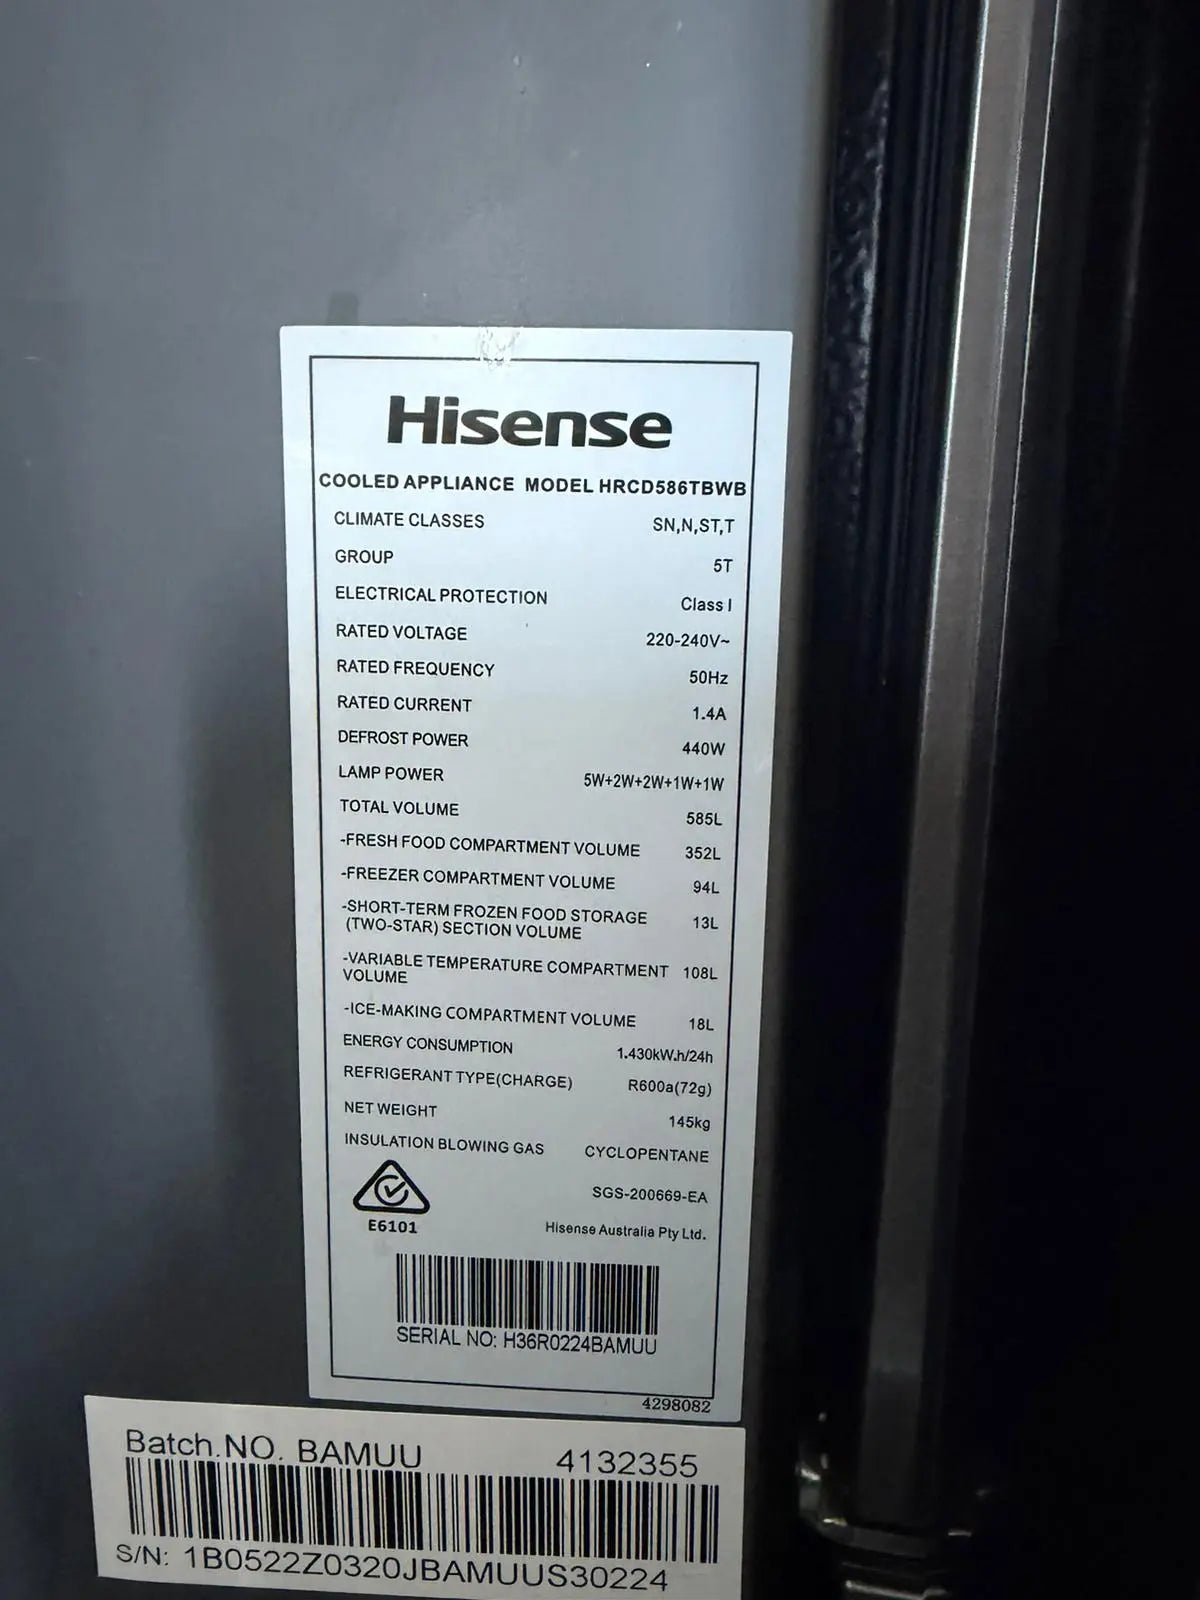 Hisense
COOLED APPLIANCE MODEL HRCD586TBWB
CLIMATE CLASSES SN,N,ST,T
GROUP 5T
ELECTRICAL PROTECTION Class I
RATED VOLTAGE 220-240V~
RATED FREQUENCY 50Hz
RATED CURRENT 1.4A
DEFROST POWER 440W
LAMP POWER 5W+2W+2W+1W+1W
TOTAL VOLUME 585L
-FRESH FOOD COMPARTMENT VOLUME 352L
-FREEZER COMPARTMENT VOLUME 94L
-SHORT-TERM FROZEN FOOD STORAGE 13L
(TWO-STAR) SECTION VOLUME
-VARIABLE TEMPERATURE COMPARTMENT 108L
VOLUME
-ICE-MAKING COMPARTMENT VOLUME 18L
ENERGY CONSUMPTION 1.430kW.h/24h
REFRIGERANT TYPE(CHARGE) R600a(72g)
NET WEIGHT 145kg
INSULATION BLOWING GAS CYCLOPENTANE
SGS-200669-EA
E6101 Hisense Australia Pty Ltd.
SERIAL NO: H36R0224BAMUU
4298082
Batch.NO. BAMUU 4132355
S/N: 1B0522Z0320JBAMUUS30224